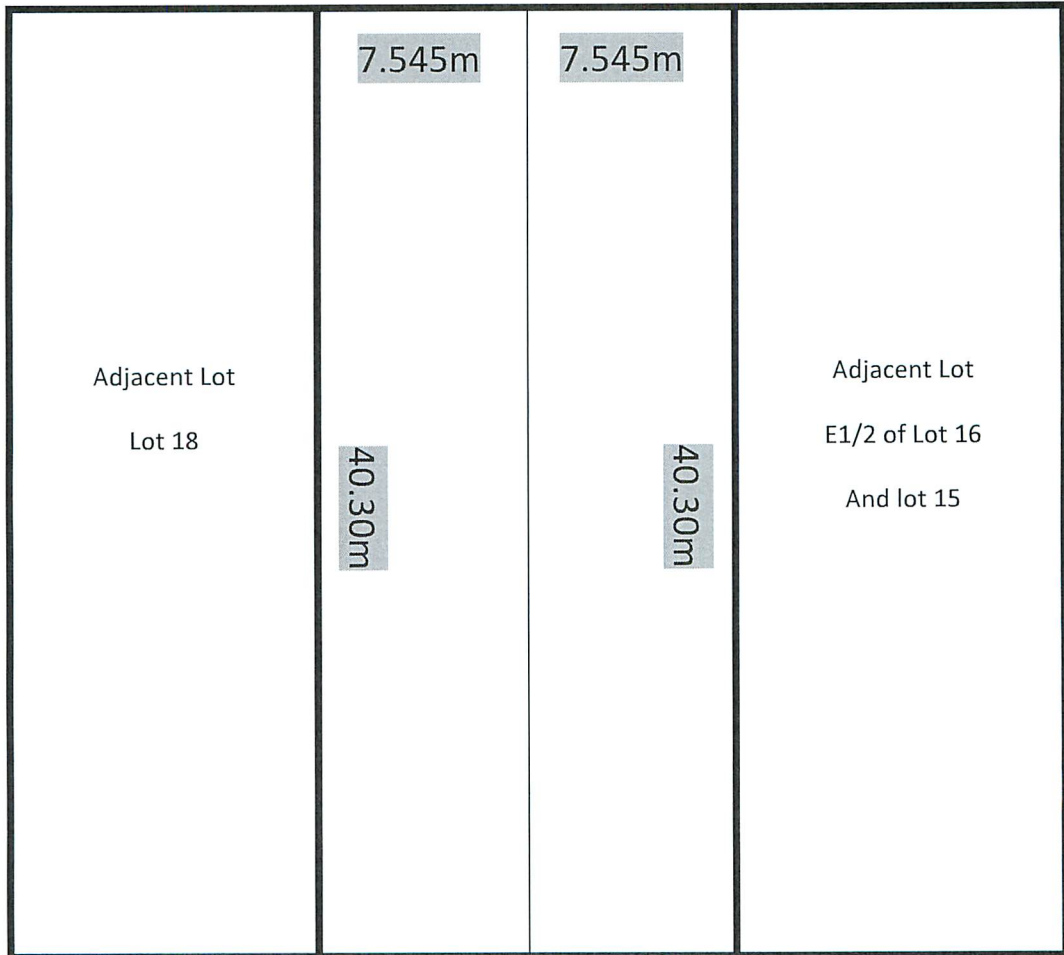 7.545m
7.545m
Adjacent Lot
Lot 18
40.30m
40.30m
Adjacent Lot
E1/2 of Lot 16
And lot 15